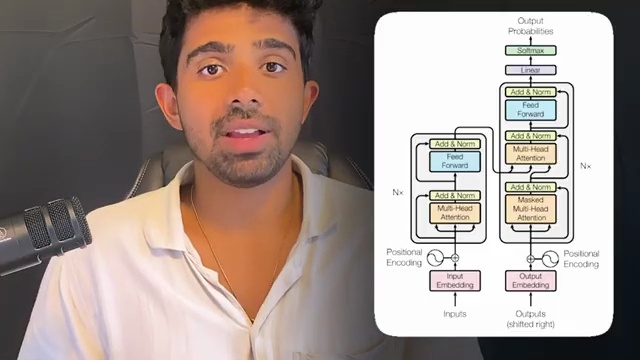 Output
Probabilities
Softmax
Linear
Add & Norm
Feed
Forward
Add & Norm
Multi-Head
Attention
Add & Norm
Masked
Multi-Head
Attention
Nx
Positional
Encoding
Output
Embedding
Outputs
(shifted right)
Add & Norm
Feed
Forward
Add & Norm
Multi-Head
Attention
Nx
Positional
Encoding
Input
Embedding
Inputs